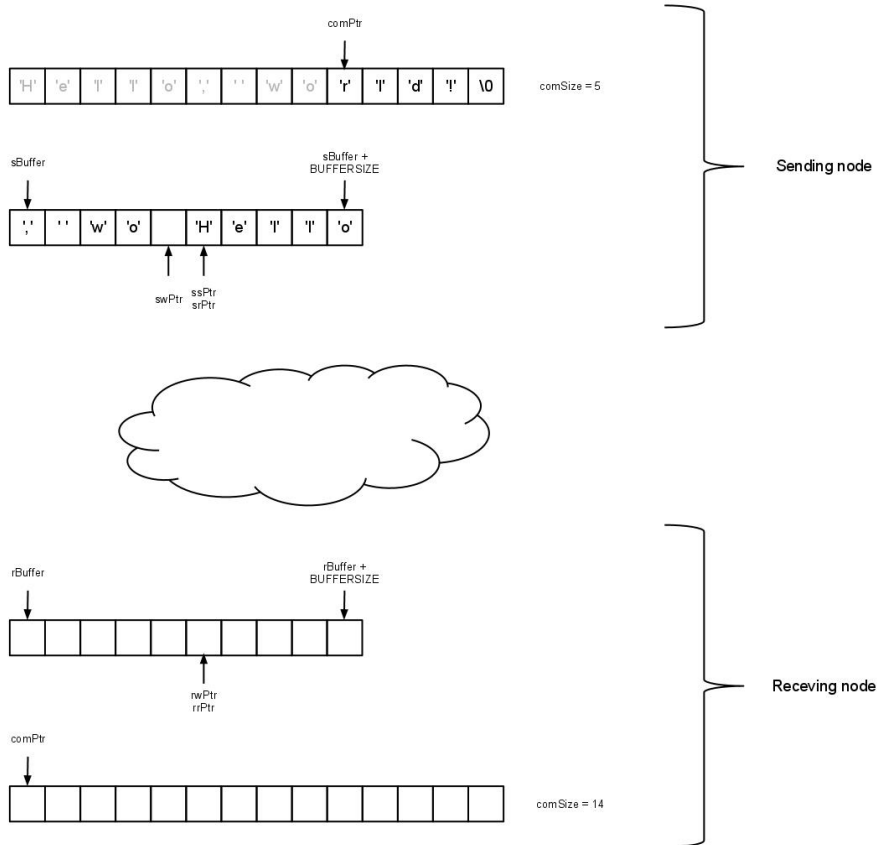 comPtr
'H' 'e' 'l' 'l' 'o' ',' ' ' 'w' 'o' 'r' 'l' 'd' '!' \0
comSize = 5
sBuffer
sBuffer +
BUFFERSIZE
Sending node
',' ' ' 'w' 'o' 'H' 'e' 'l' 'l' 'o'
swPtr
ssPtr
srPtr
rBuffer
rBuffer +
BUFFERSIZE
rwPtr
rrPtr
Receving node
comPtr
comSize = 14